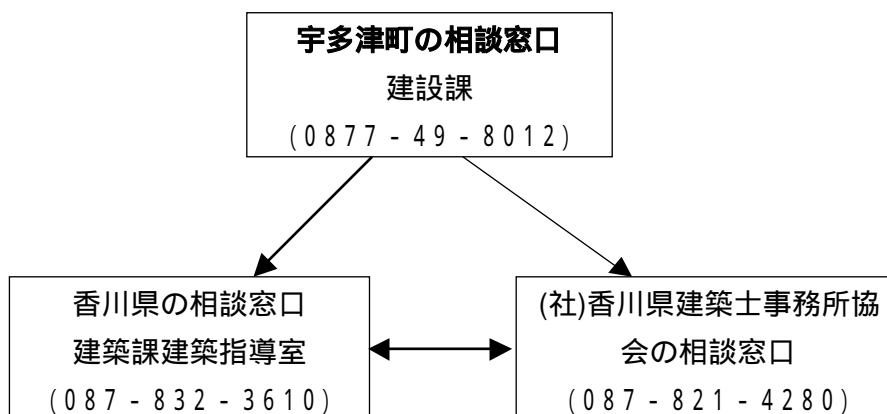 宇多津町の相談窓口
建設課
(0877-49-8012)
香川県の相談窓口
建築課建築指導室
(087-832-3610)
(社)香川県建築士事務所協
会の相談窓口
(087-821-4280)